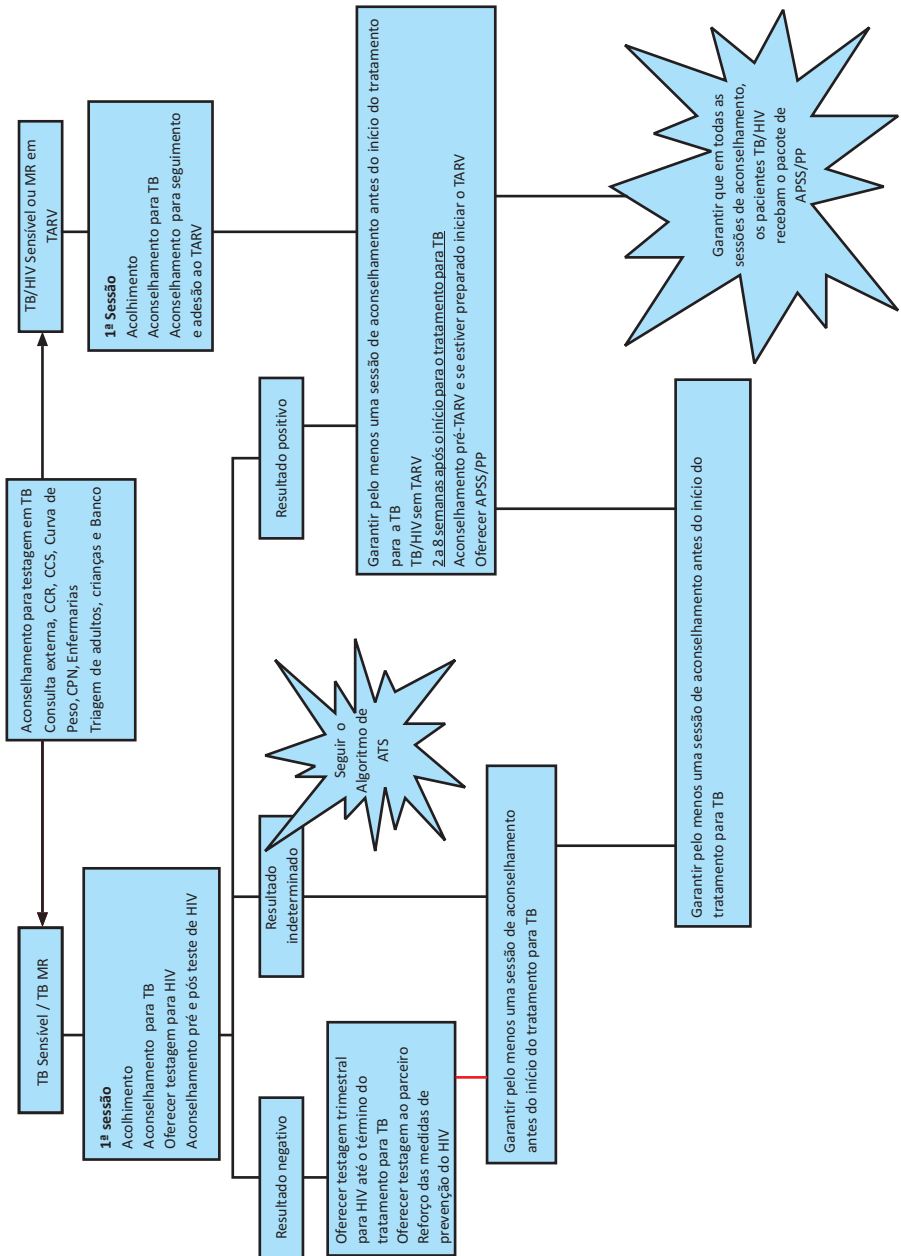 Aconselhamento para testagem em TB
Consulta externa, CCR, CCS, Curva de
Peso, CPN, Enfermarias
Triagem de adultos, crianças e Banco
TB Sensível / TB MR
TB/HIV Sensível ou MR em
TARV
1ª sessão
Acolhimento
Aconselhamento para TB
Oferecer testagem para HIV
Aconselhamento pré e pós teste de HIV
1ª Sessão
Acolhimento
Aconselhamento para TB
Aconselhamento para seguimento
e adesão ao TARV
Resultado negativo
Resultado
indeterminado
Resultado positivo
Seguir o
Algoritmo de
ATS
Oferecer testagem trimestral
para HIV até o término do
tratamento para TB
Oferecer testagem ao parceiro
Reforço das medidas de
prevenção do HIV
Garantir pelo menos uma sessão de aconselhamento antes do início do tratamento
para a TB
TB/HIV sem TARV
2 a 8 semanas após o início para o tratamento para TB
Aconselhamento pré-TARV e se estiver preparado iniciar o TARV
Oferecer APSS/PP
Garantir pelo menos uma sessão de aconselhamento
antes do início do tratamento para TB
Garantir pelo menos uma sessão de aconselhamento antes do início do
tratamento para TB
Garantir que em todas as
sessões de aconselhamento,
os pacientes TB/HIV
recebam o pacote de
APSS/PP